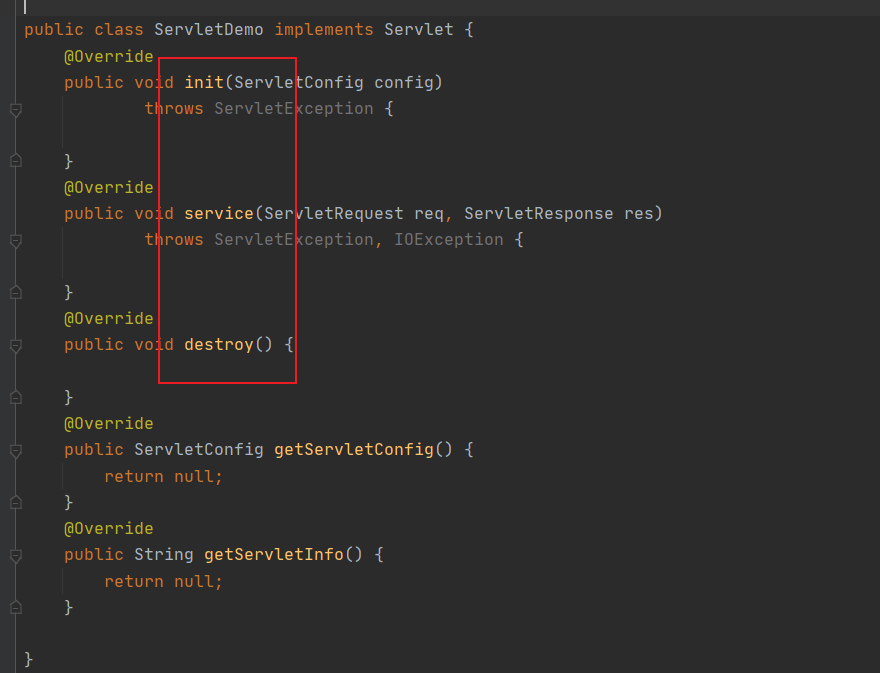 public class ServletDemo implements Servlet {
@Override
public void init(ServletConfig config)
throws ServletException {
}
@Override
public void service(ServletRequest req, ServletResponse res)
throws ServletException, IOException {
}
@Override
public void destroy() {
}
@Override
public ServletConfig getServletConfig() {
return null;
}
@Override
public String getServletInfo() {
return null;
}
}